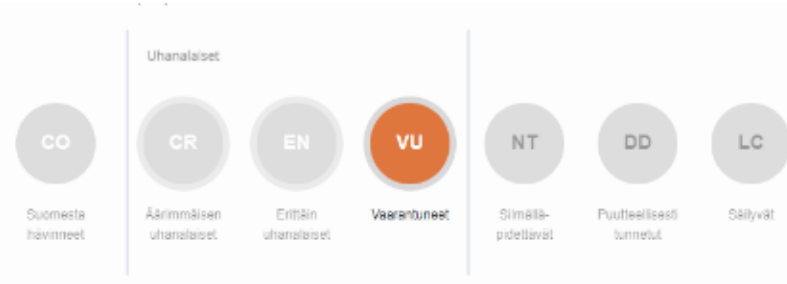 Uhanalaiset
CO
CR
EN
VU
NT
DD
LC
Suomesta
hävinneet
Äärimmäisen
uhanalaiset
Erittäin
uhanalaiset
Vaarantuneet
Silmällä-
pidettävät
Puutteellisesti
tunnetut
Säilyvät